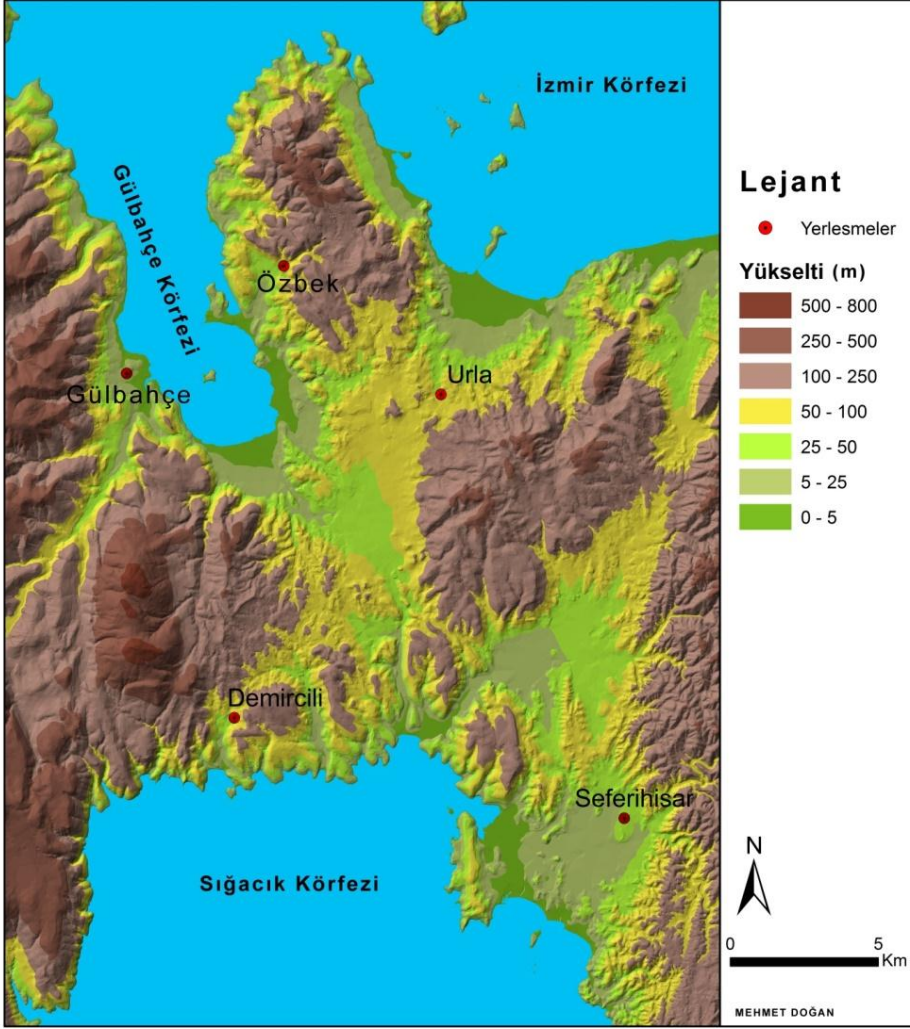 İzmir Körfezi
Gülbahçe Körfezi
Özbek
Gülbahçe
Urla
Demircili
Seferihisar
Sığacık Körfezi
Lejant
Yerlesmeler
Yükselti (m)
500 - 800
250 - 500
100 - 250
50 - 100
25 - 50
5 - 25
0 - 5
N
0 5
Km
MEHMET DOĞAN